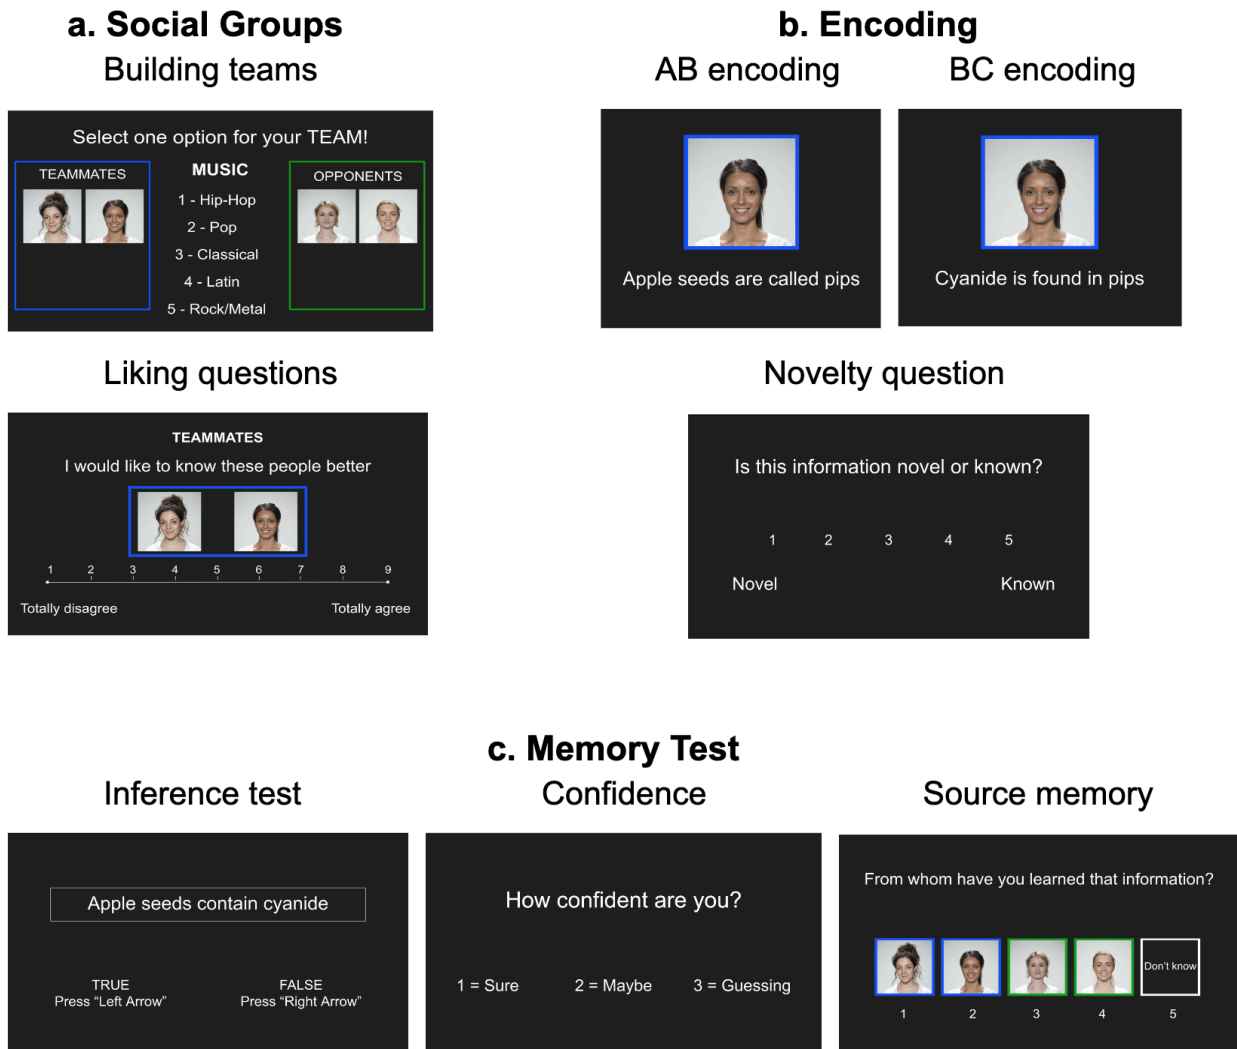 a. Social Groups
Building teams
Select one option for your TEAM!
TEAMMATES
MUSIC
1 - Hip-Hop
2 - Pop
3 - Classical
4 - Latin
5 - Rock/Metal
OPPONENTS
Liking questions
TEAMMATES
I would like to know these people better
1 2 3 4 5 6 7 8 9
Totally disagree Totally agree
b. Encoding
AB encoding
Apple seeds are called pips
BC encoding
Cyanide is found in pips
Novelty question
Is this information novel or known?
1 2 3 4 5
Novel Known
c. Memory Test
Inference test
Apple seeds contain cyanide
TRUE
Press “Left Arrow”
FALSE
Press “Right Arrow”
Confidence
How confident are you?
1 = Sure 2 = Maybe 3 = Guessing
Source memory
From whom have you learned that information?
Don't know
1 2 3 4 5